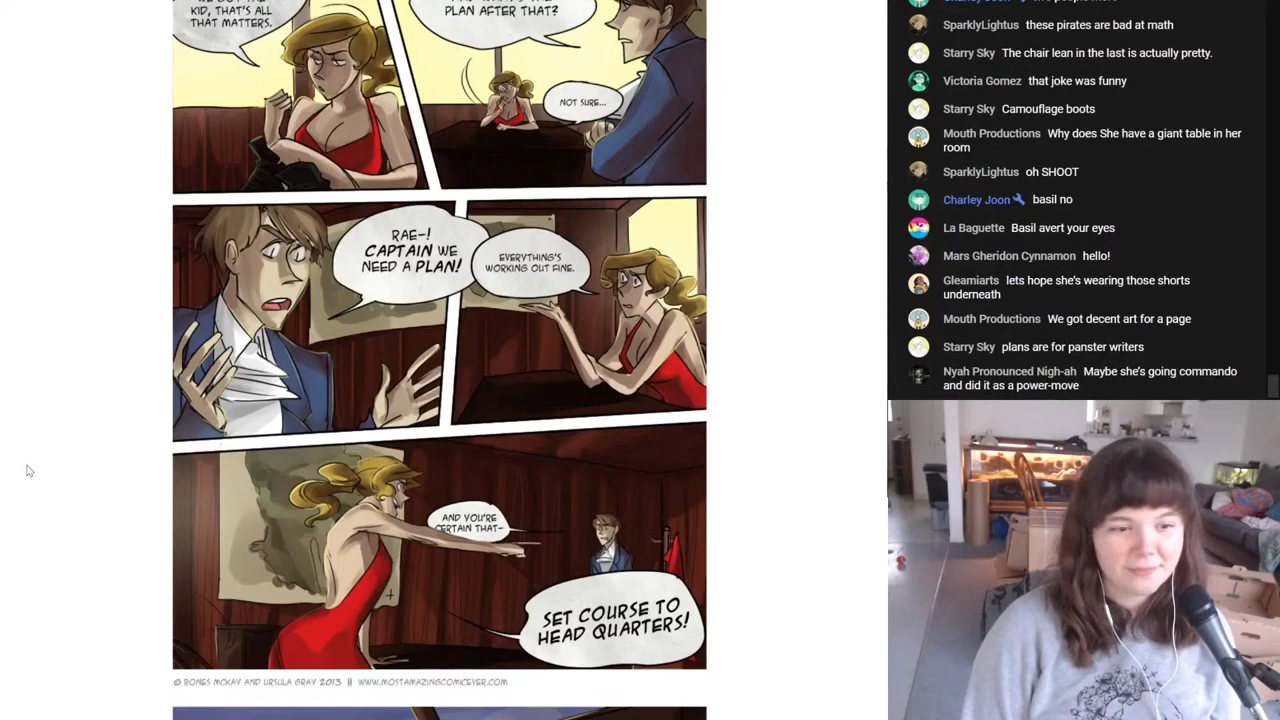 WE GOT THE
KID, THAT'S ALL
THAT MATTERS.
PLAN AFTER THAT?
NOT SURE...
RAE-!
CAPTAIN WE
NEED A PLAN!
EVERYTHING'S
WORKING OUT FINE.
AND YOU'RE
CERTAIN THAT-
SET COURSE TO
HEAD QUARTERS!
© BONES MCKAY AND URSULA GRAY 2013 || WWW.MOSTAMAZINGCOMICEVER.COM
SparklyLightus these pirates are bad at math
Starry Sky The chair lean in the last is actually pretty.
Victoria Gomez that joke was funny
Starry Sky Camouflage boots
Mouth Productions Why does She have a giant table in her
room
SparklyLightus oh SHOOT
Charley Joon basil no
La Baguette Basil avert your eyes
Mars Gheridon Cynnamon hello!
Gleamiarts lets hope she's wearing those shorts
underneath
Mouth Productions We got decent art for a page
Starry Sky plans are for panster writers
Nyah Pronounced Nigh-ah Maybe she's going commando
and did it as a power-move